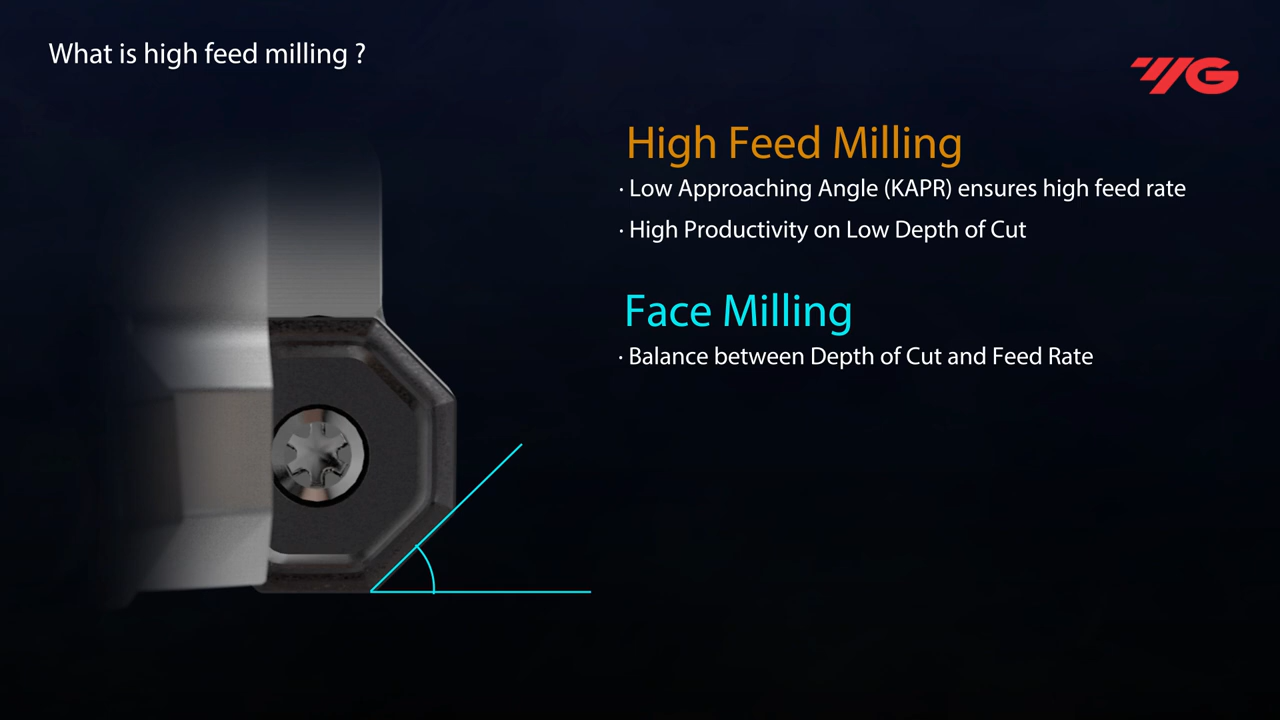 What is high feed milling ?
YG
High Feed Milling
· Low Approaching Angle (KAPR) ensures high feed rate
· High Productivity on Low Depth of Cut
Face Milling
· Balance between Depth of Cut and Feed Rate